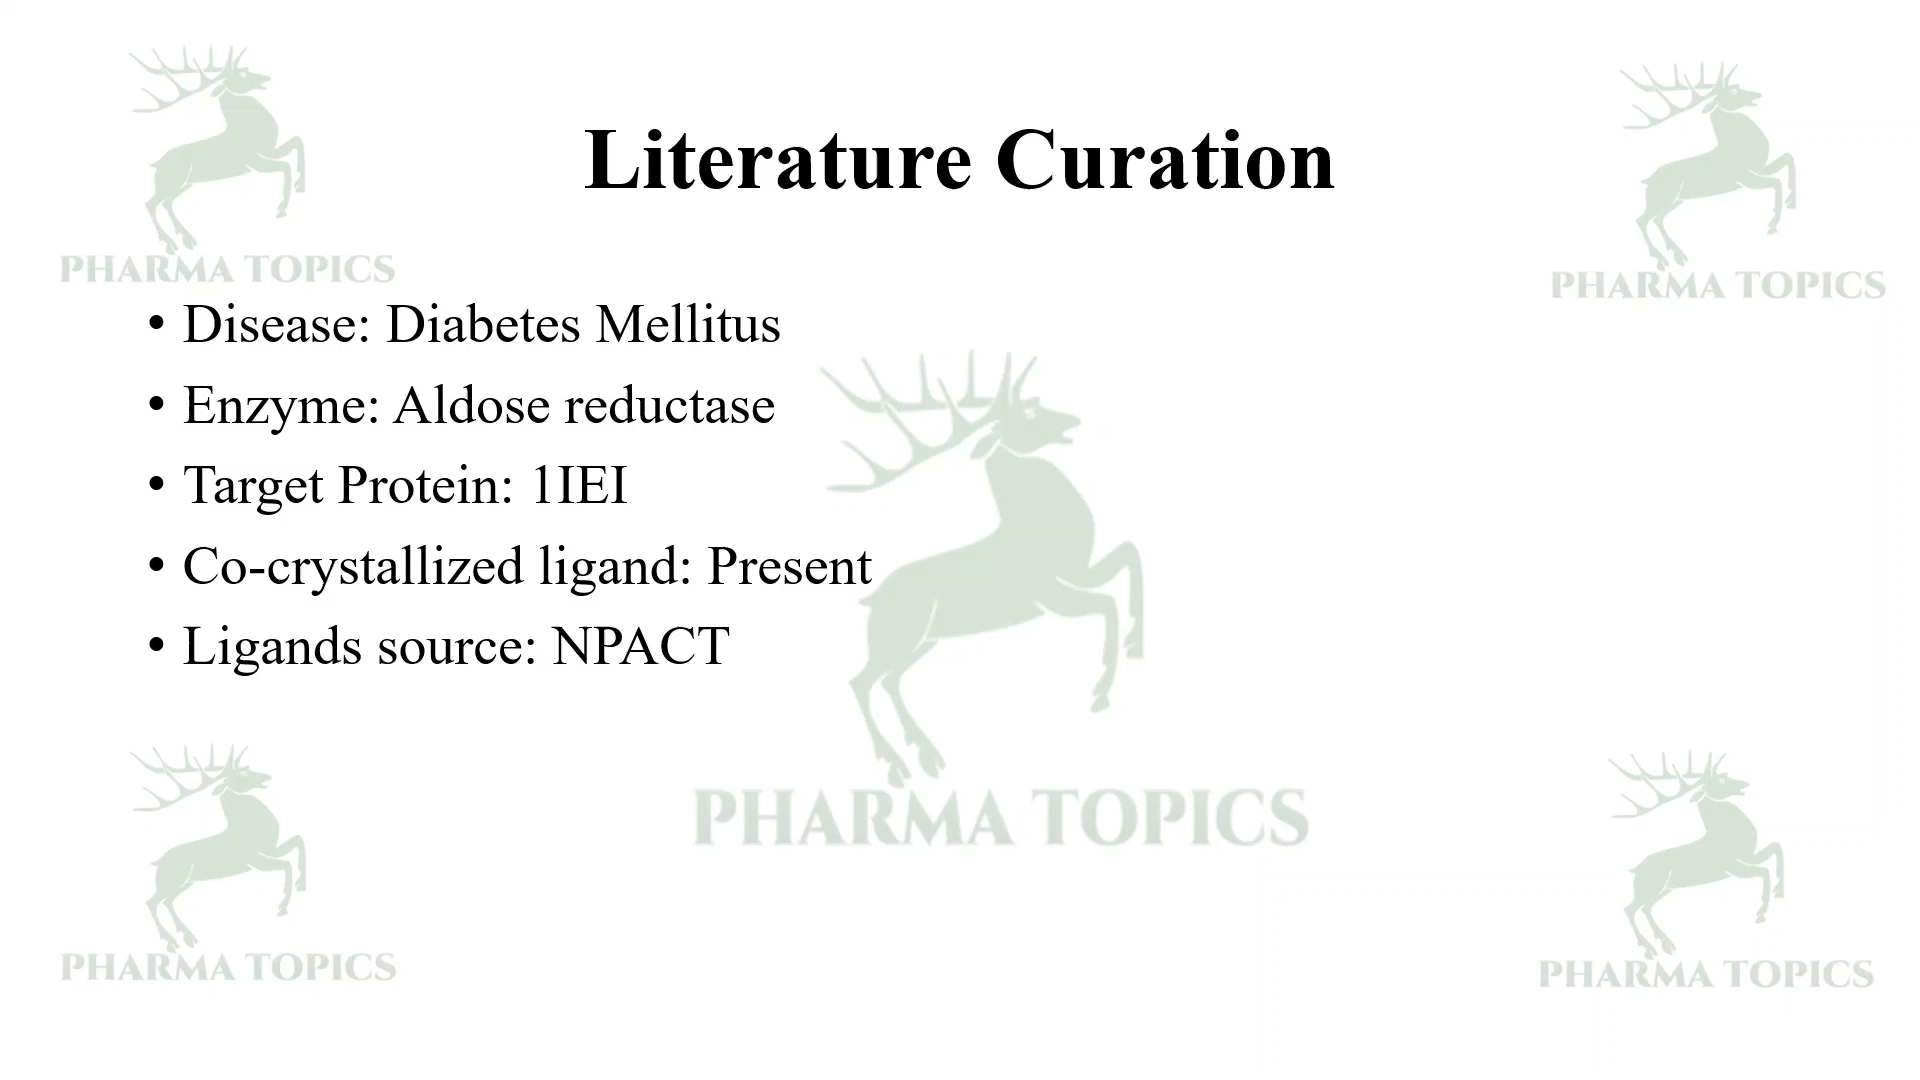 Literature Curation
PHARMA TOPICS
PHARMA TOPICS
• Disease: Diabetes Mellitus
• Enzyme: Aldose reductase
• Target Protein: 1IEI
• Co-crystallized ligand: Present
• Ligands source: NPACT
PHARMA TOPICS
PHARMA TOPICS
PHARMA TOPICS